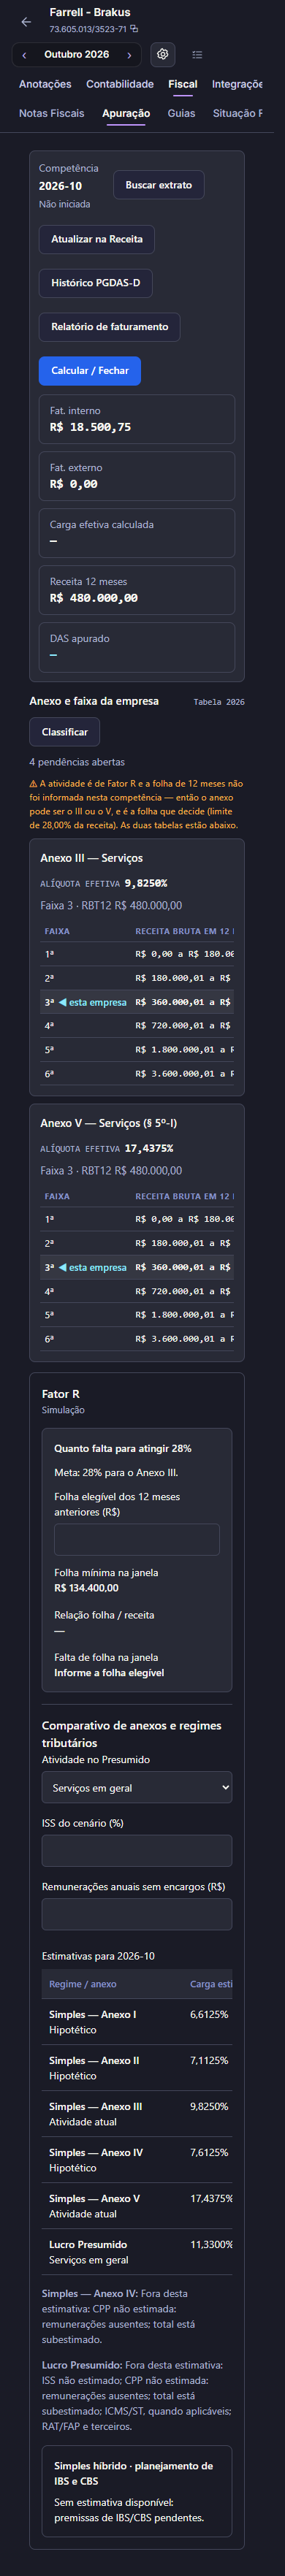 Farrell - Brakus
73.605.013/3523-71
Outubro 2026
Anotações Contabilidade Fiscal Integraçõe
Notas Fiscais Apuração Guias Situação F
Competência
2026-10
Não iniciada
Buscar extrato
Atualizar na Receita
Histórico PGDAS-D
Relatório de faturamento
Calcular / Fechar
Fat. interno
R$ 18.500,75
Fat. externo
R$ 0,00
Carga efetiva calculada
—
Receita 12 meses
R$ 480.000,00
DAS apurado
—
Anexo e faixa da empresa Tabela 2026
Classificar
4 pendências abertas
⚠ A atividade é de Fator R e a folha de 12 meses não
foi informada nesta competência — então o anexo
pode ser o III ou o V, e é a folha que decide (limite
de 28,00% da receita). As duas tabelas estão abaixo.
Anexo III — Serviços
ALÍQUOTA EFETIVA 9,8250%
Faixa 3 · RBT12 R$ 480.000,00
FAIXA RECEITA BRUTA EM 12
1ª R$ 0,00 a R$ 180.00
2ª R$ 180.000,01 a R$
3ª ◀ esta empresa R$ 360.000,01 a R$
4ª R$ 720.000,01 a R$
5ª R$ 1.800.000,01 a R
6ª R$ 3.600.000,01 a R
Anexo V — Serviços (§ 5º-I)
ALÍQUOTA EFETIVA 17,4375%
Faixa 3 · RBT12 R$ 480.000,00
FAIXA RECEITA BRUTA EM 12
1ª R$ 0,00 a R$ 180.00
2ª R$ 180.000,01 a R$
3ª ◀ esta empresa R$ 360.000,01 a R$
4ª R$ 720.000,01 a R$
5ª R$ 1.800.000,01 a R
6ª R$ 3.600.000,01 a R
Fator R
Simulação
Quanto falta para atingir 28%
Meta: 28% para o Anexo III.
Folha elegível dos 12 meses
anteriores (R$)
Folha mínima na janela
R$ 134.400,00
Relação folha / receita
—
Falta de folha na janela
Informe a folha elegível
Comparativo de anexos e regimes
tributários
Atividade no Presumido
Serviços em geral
ISS do cenário (%)
Remunerações anuais sem encargos (R$)
Estimativas para 2026-10
Regime / anexo Carga esti
Simples — Anexo I 6,6125%
Hipotético
Simples — Anexo II 7,1125%
Hipotético
Simples — Anexo III 9,8250%
Atividade atual
Simples — Anexo IV 7,6125%
Hipotético
Simples — Anexo V 17,4375%
Atividade atual
Lucro Presumido 11,3300%
Serviços em geral
Simples — Anexo IV: Fora desta
estimativa: CPP não estimada:
remunerações ausentes; total está
subestimado.
Lucro Presumido: Fora desta estimativa:
ISS não estimado; CPP não estimada:
remunerações ausentes; total está
subestimado; ICMS/ST, quando aplicáveis;
RAT/FAP e terceiros.
Simples híbrido · planejamento de
IBS e CBS
Sem estimativa disponível:
premissas de IBS/CBS pendentes.